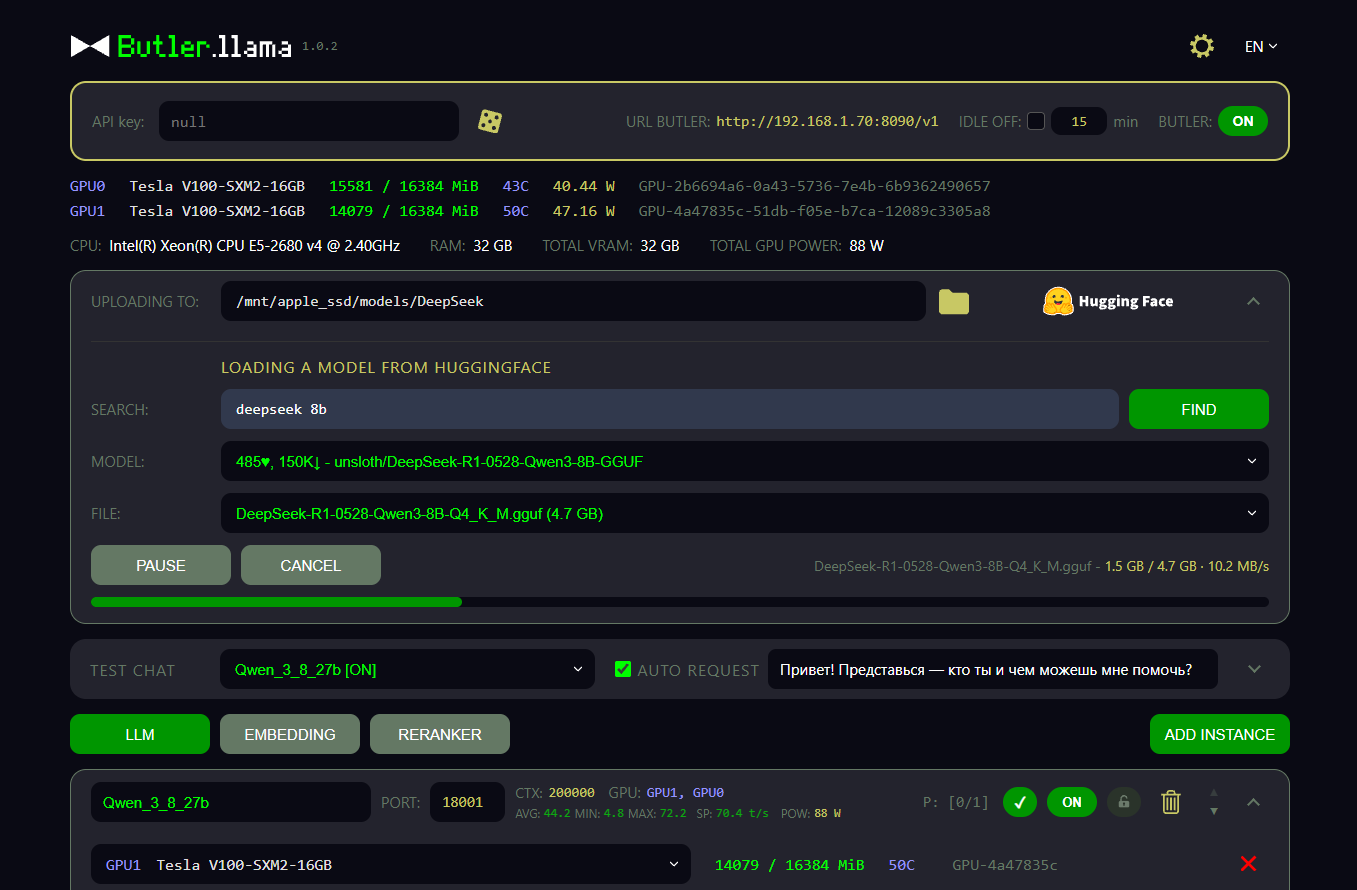 Butler.llama 1.0.2 EN
API key: null URL BUTLER: http://192.168.1.70:8090/v1 IDLE OFF: 15 min BUTLER: ON
GPU0 Tesla V100-SXM2-16GB 15581 / 16384 MiB 43C 40.44 W GPU-2b6694a6-0a43-5736-7e4b-6b9362490657
GPU1 Tesla V100-SXM2-16GB 14079 / 16384 MiB 50C 47.16 W GPU-4a47835c-51db-f05e-b7ca-12089c3305a8
CPU: Intel(R) Xeon(R) CPU E5-2680 v4 @ 2.40GHz RAM: 32 GB TOTAL VRAM: 32 GB TOTAL GPU POWER: 88 W
UPLOADING TO: /mnt/apple_ssd/models/DeepSeek Hugging Face
LOADING A MODEL FROM HUGGINGFACE
SEARCH: deepseek 8b FIND
MODEL: 485♥, 150K↓ - unsloth/DeepSeek-R1-0528-Qwen3-8B-GGUF
FILE: DeepSeek-R1-0528-Qwen3-8B-Q4_K_M.gguf (4.7 GB)
PAUSE CANCEL DeepSeek-R1-0528-Qwen3-8B-Q4_K_M.gguf - 1.5 GB / 4.7 GB · 10.2 MB/s
TEST CHAT Qwen_3_8_27b [ON] AUTO REQUEST Привет! Представься — кто ты и чем можешь мне помочь?
LLM EMBEDDING RERANKER ADD INSTANCE
Qwen_3_8_27b PORT: 18001 CTX: 200000 GPU: GPU1, GPU0 P: [0/1] ON
AVG: 44.2 MIN: 4.8 MAX: 72.2 SP: 70.4 t/s POW: 88 W
GPU1 Tesla V100-SXM2-16GB 14079 / 16384 MiB 50C GPU-4a47835c